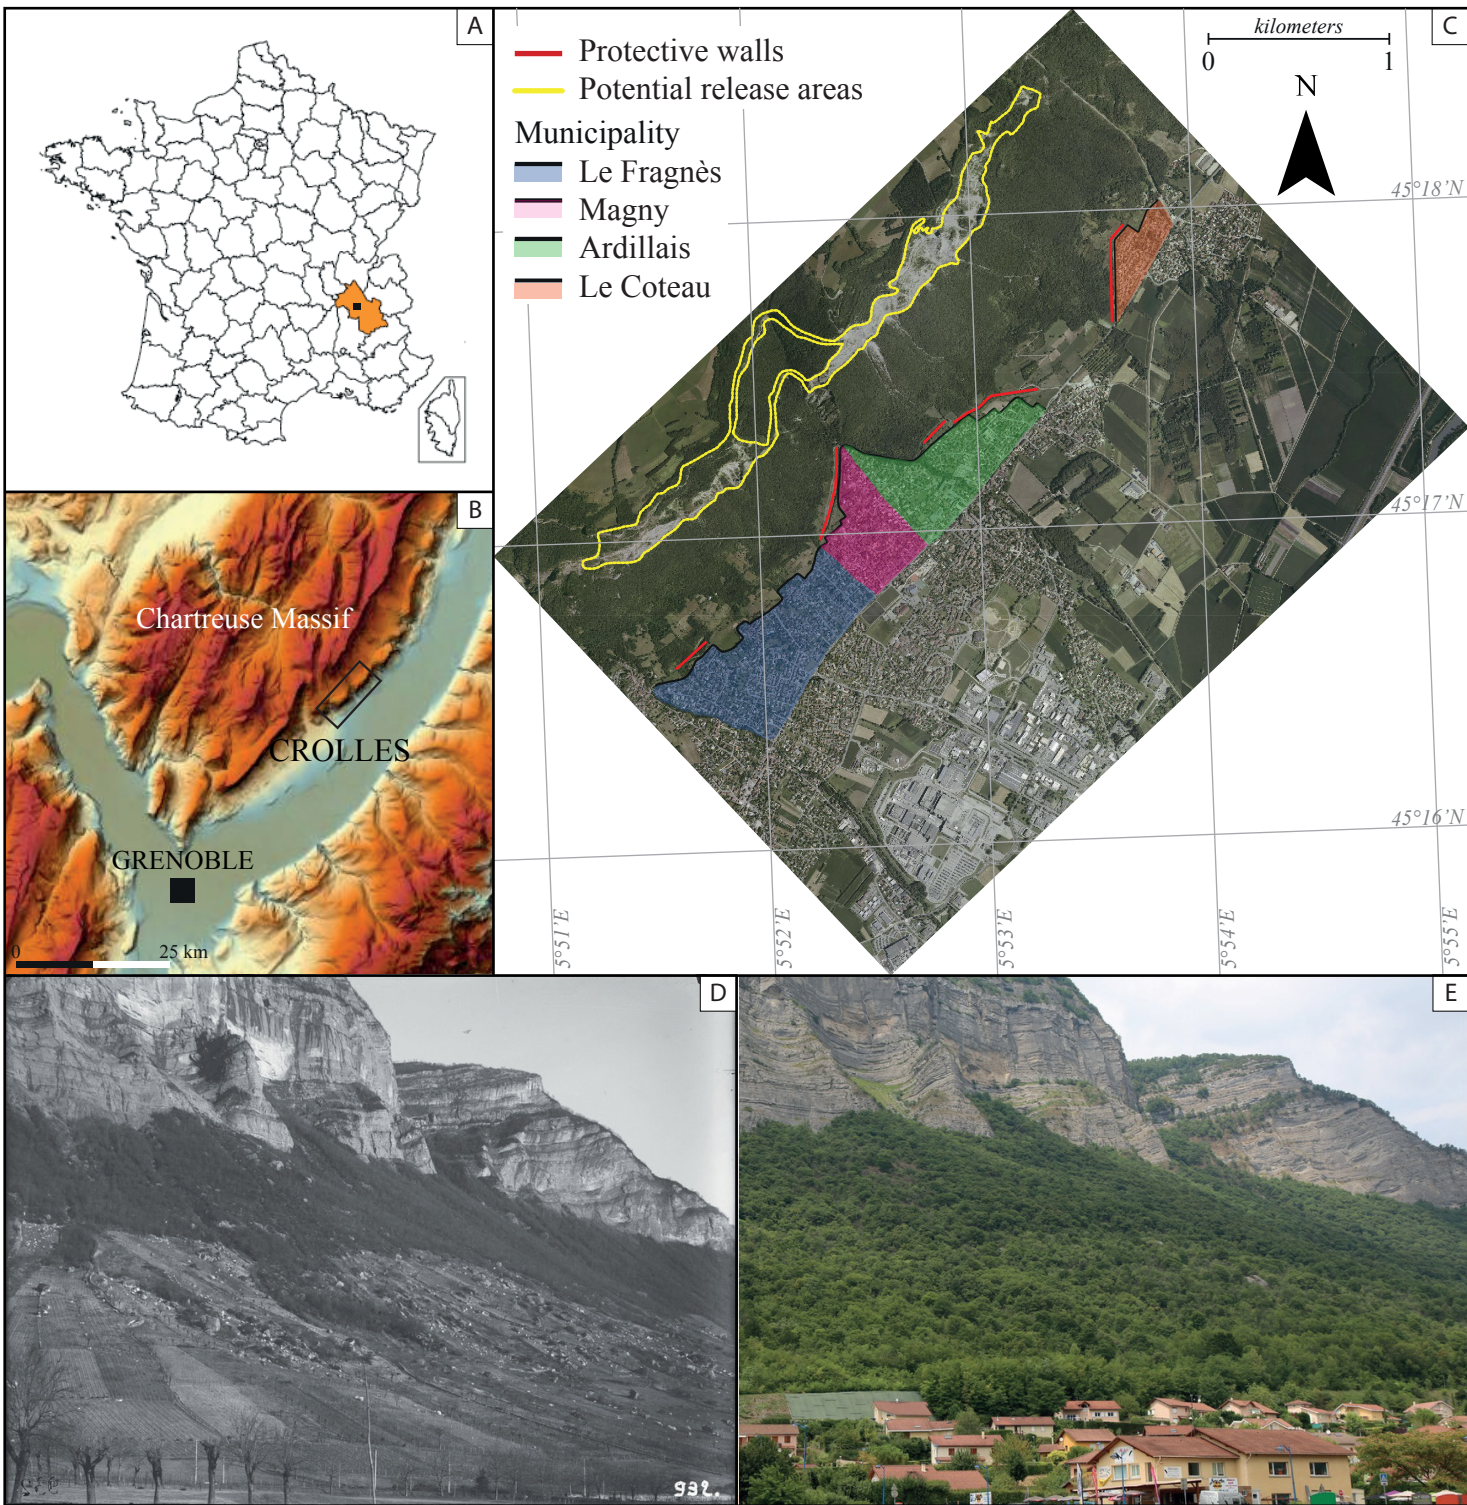 A
B
Chartreuse Massif
CROLLES
GRENOBLE
0 25 km
C
Protective walls
Potential release areas
Municipality
Le Fragnès
Magny
Ardillais
Le Coteau
kilometers
0 1
N
45°18'N
45°17'N
45°16'N
5°51'E
5°52'E
5°53'E
5°54'E
5°55'E
D
932.
E